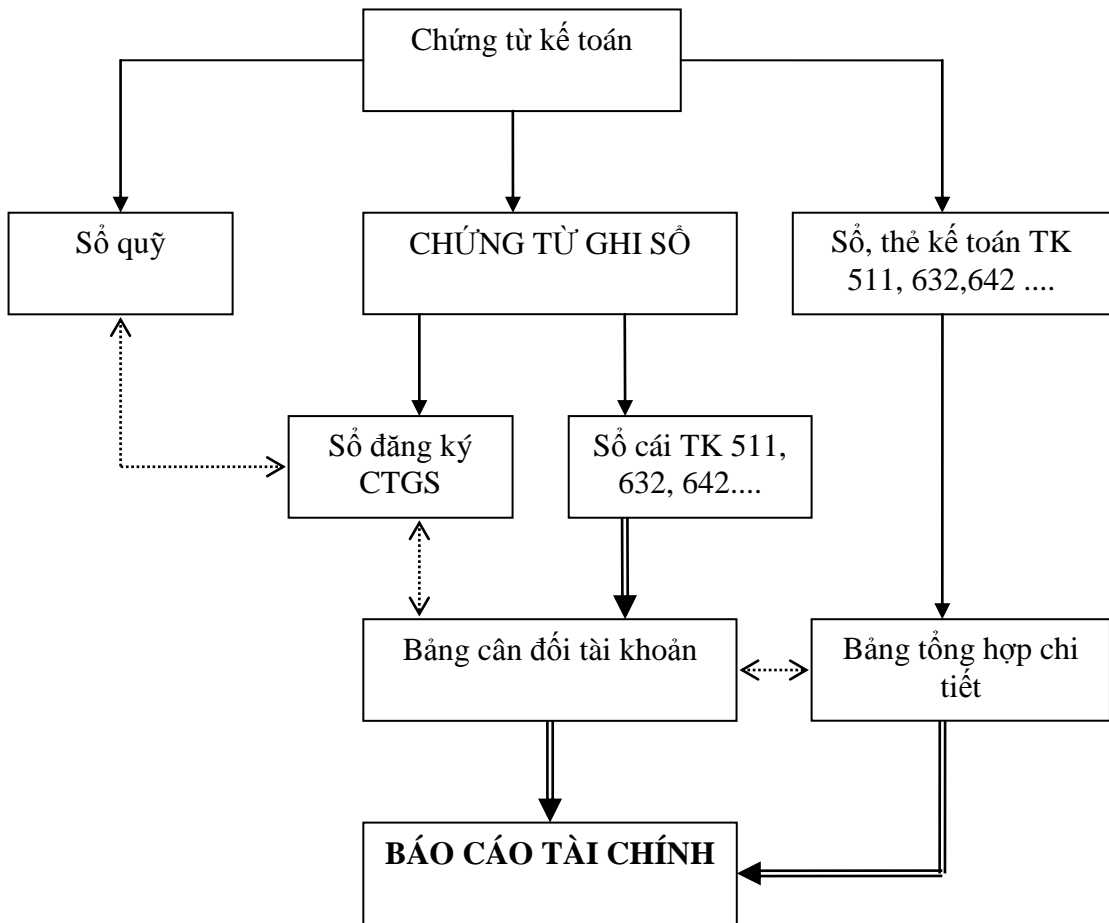 Chứng từ kế toán
Sổ quỹ
CHỨNG TỪ GHI SỔ
Sổ, thẻ kế toán TK
511, 632,642 ....
Sổ đăng ký
CTGS
Sổ cái TK 511,
632, 642....
Bảng cân đối tài khoản
Bảng tổng hợp chi
tiết
BÁO CÁO TÀI CHÍNH